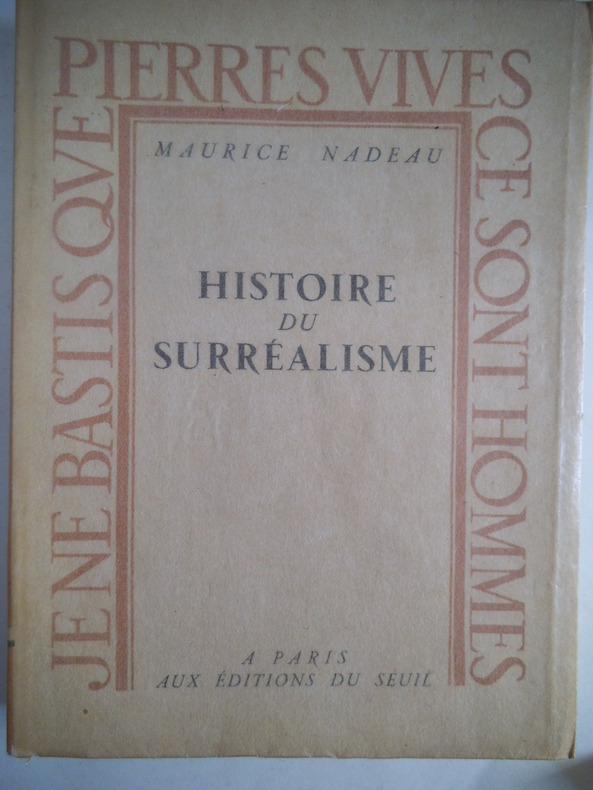 JE NE BASTIS QVE
PIERRES VIVES
CE SONT HOMMES
MAURICE NADEAU
HISTOIRE
DU
SURRÉALISME
A PARIS
AUX ÉDITIONS DU SEUIL